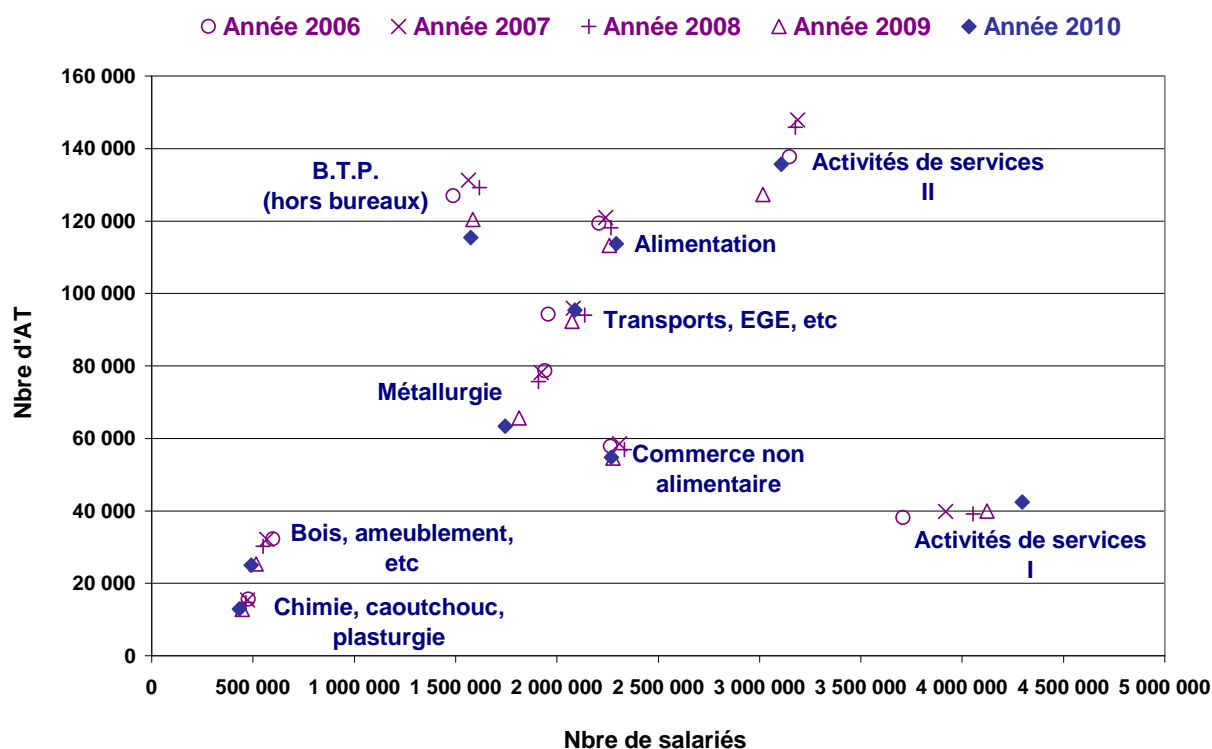 Année 2006 Année 2007 Année 2008 Année 2009 Année 2010
160 000
140 000
120 000
100 000
80 000
60 000
40 000
20 000
0
Nbre d'AT
B.T.P.
(hors bureaux)
Activités de services
II
Alimentation
Transports, EGE, etc
Métallurgie
Commerce non
alimentaire
Bois, ameublement,
etc
Activités de services
I
Chimie, caoutchouc,
plasturgie
0 500 000 1 000 000 1 500 000 2 000 000 2 500 000 3 000 000 3 500 000 4 000 000 4 500 000 5 000 000
Nbre de salariés